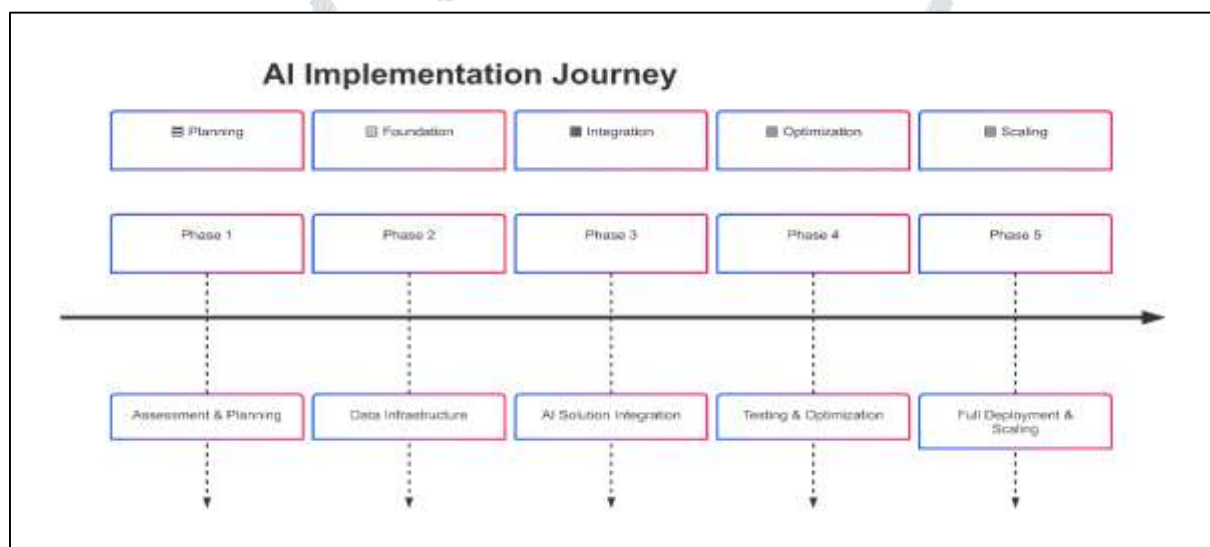 AI Implementation Journey
Planning
Foundation
Integration
Optimization
Scaling
Phase 1
Phase 2
Phase 3
Phase 4
Phase 5
Assessment & Planning
Data Infrastructure
AI Solution Integration
Testing & Optimization
Full Deployment &
Scaling